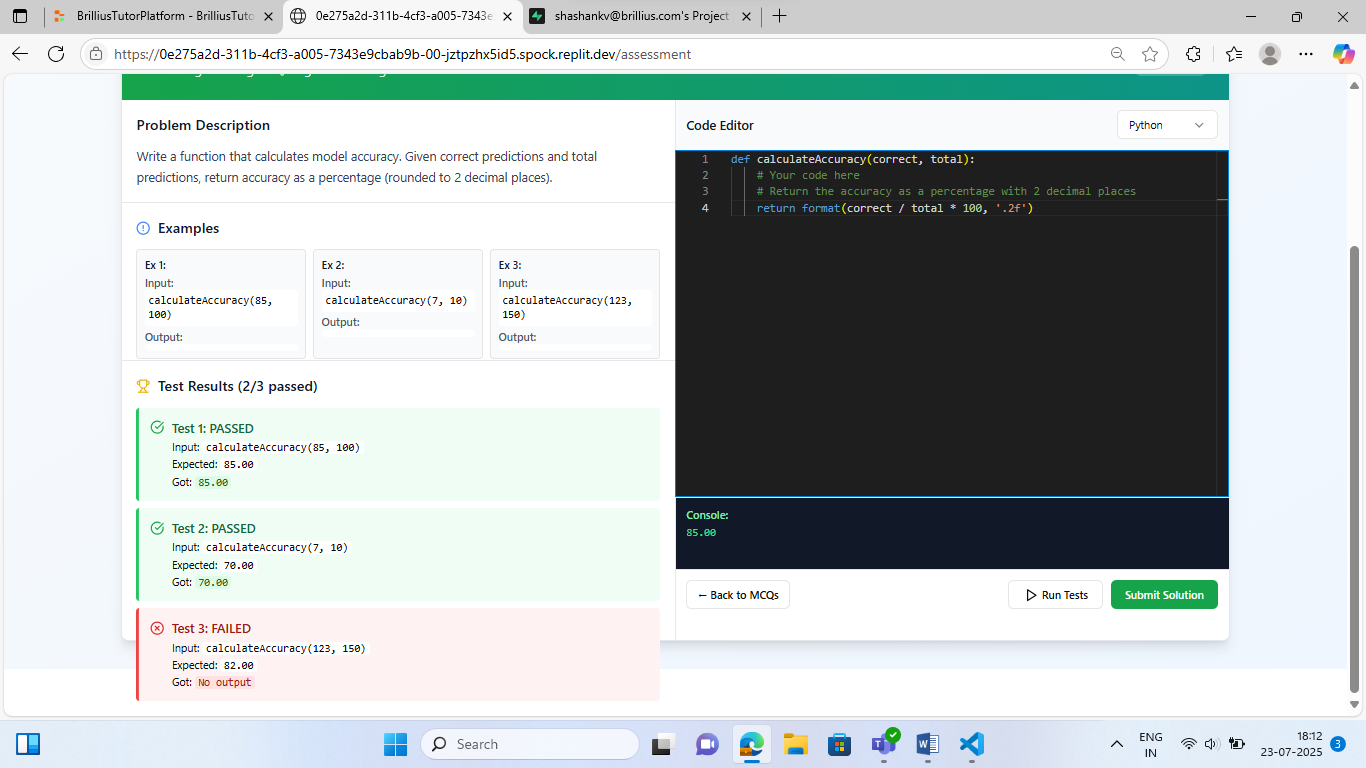 BrilliusTutorPlatform - BrilliusTuto
0e275a2d-311b-4cf3-a005-7343e
shashankv@brillius.com's Project
https://0e275a2d-311b-4cf3-a005-7343e9cbab9b-00-jztpzhx5id5.spock.replit.dev/assessment
Problem Description
Write a function that calculates model accuracy. Given correct predictions and total
predictions, return accuracy as a percentage (rounded to 2 decimal places).
Examples
Ex 1:
Input:
calculateAccuracy(85,
100)
Output:
Ex 2:
Input:
calculateAccuracy(7, 10)
Output:
Ex 3:
Input:
calculateAccuracy(123,
150)
Output:
Test Results (2/3 passed)
Test 1: PASSED
Input: calculateAccuracy(85, 100)
Expected: 85.00
Got: 85.00
Test 2: PASSED
Input: calculateAccuracy(7, 10)
Expected: 70.00
Got: 70.00
Test 3: FAILED
Input: calculateAccuracy(123, 150)
Expected: 82.00
Got: No output
Code Editor
Python
1 def calculateAccuracy(correct, total):
2 # Your code here
3 # Return the accuracy as a percentage with 2 decimal places
4 return format(correct / total * 100, '.2f')
Console:
85.00
← Back to MCQs
Run Tests
Submit Solution
Search
ENG
IN
18:12
23-07-2025
3